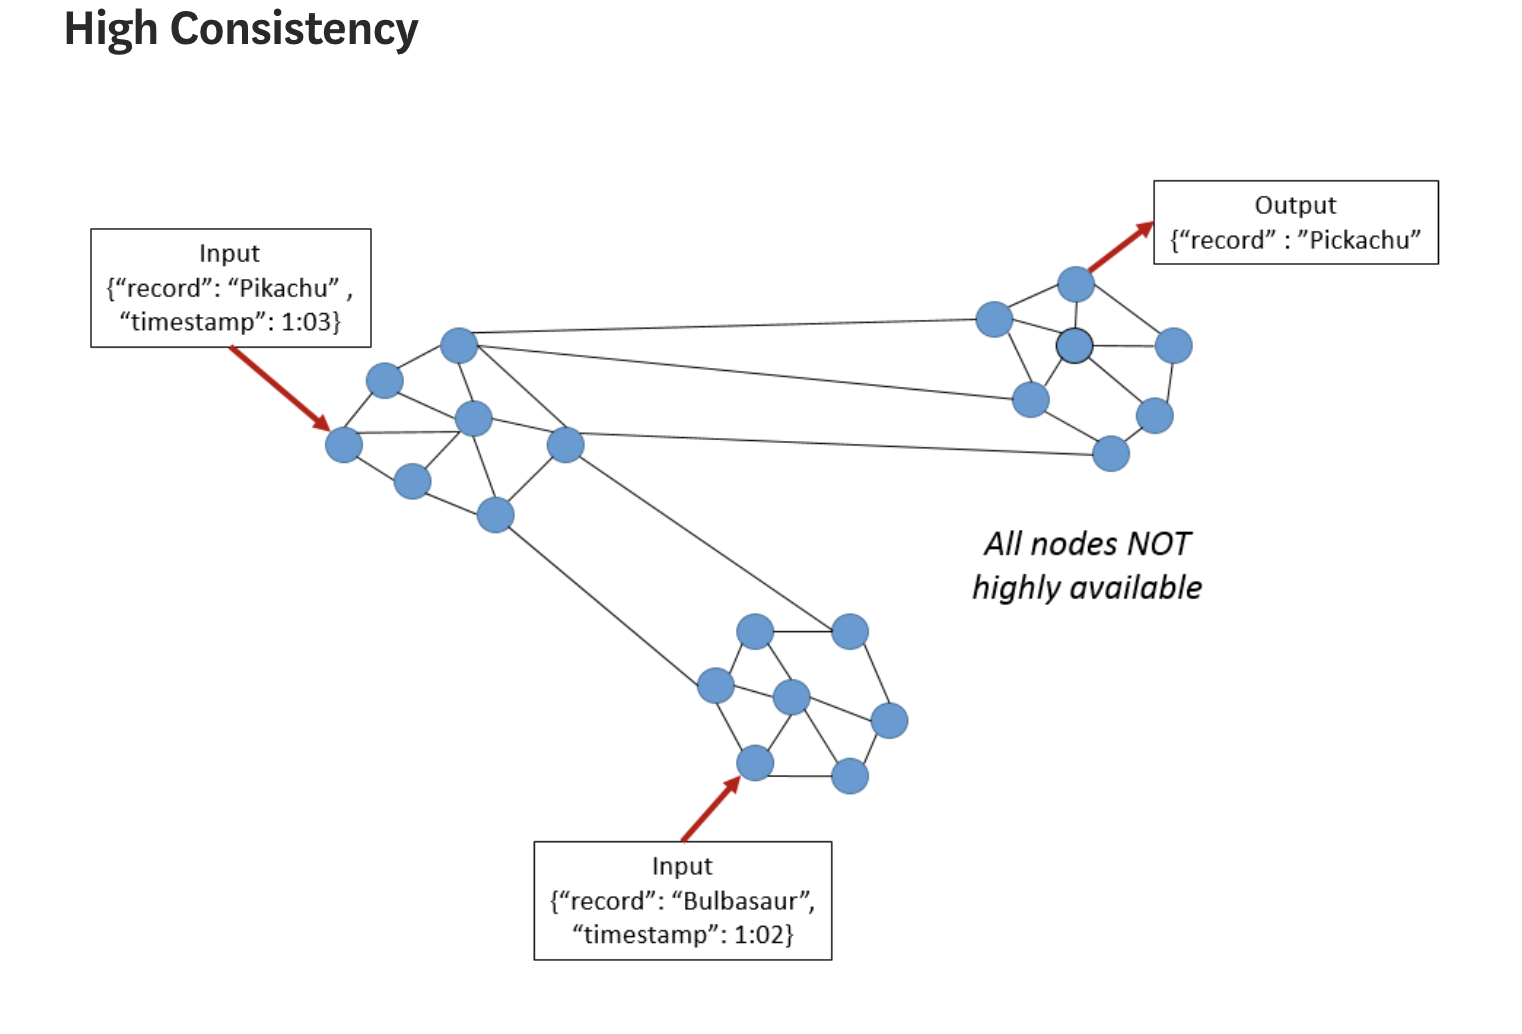 High Consistency
Output
{“record” : ”Pickachu”
Input
{“record”: “Pikachu” ,
“timestamp”: 1:03}
All nodes NOT
highly available
Input
{“record”: “Bulbasaur”,
“timestamp”: 1:02}